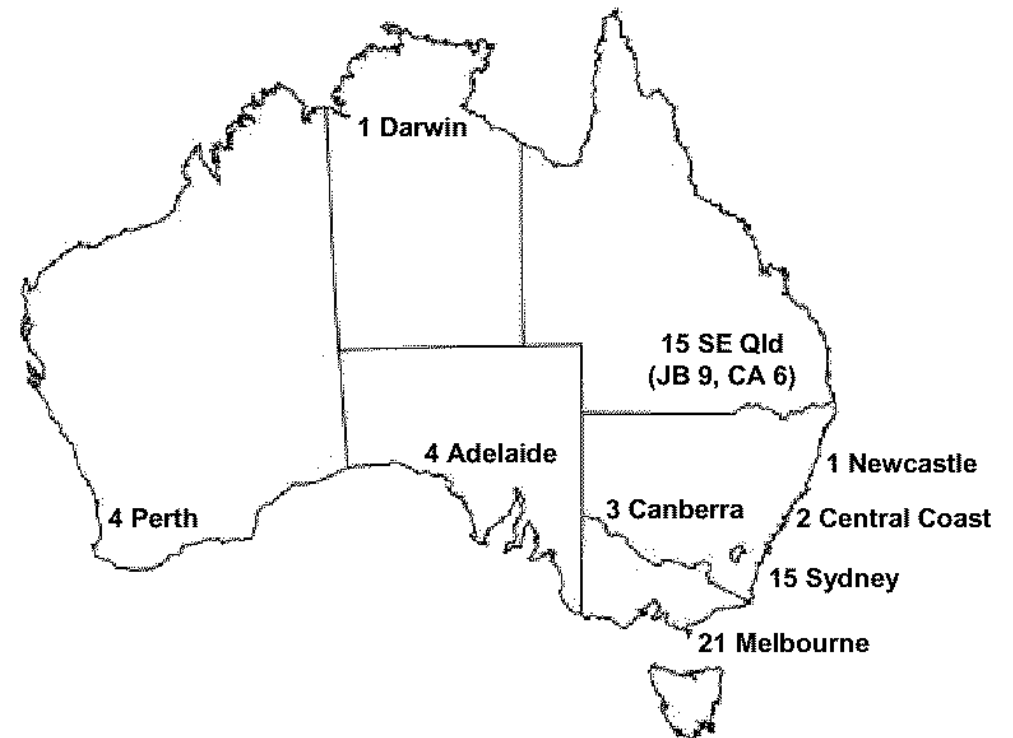 1 Darwin
15 SE Qld
(JB 9, CA 6)
4 Adelaide
1 Newcastle
3 Canberra
4 Perth
2 Central Coast
15 Sydney
21 Melbourne